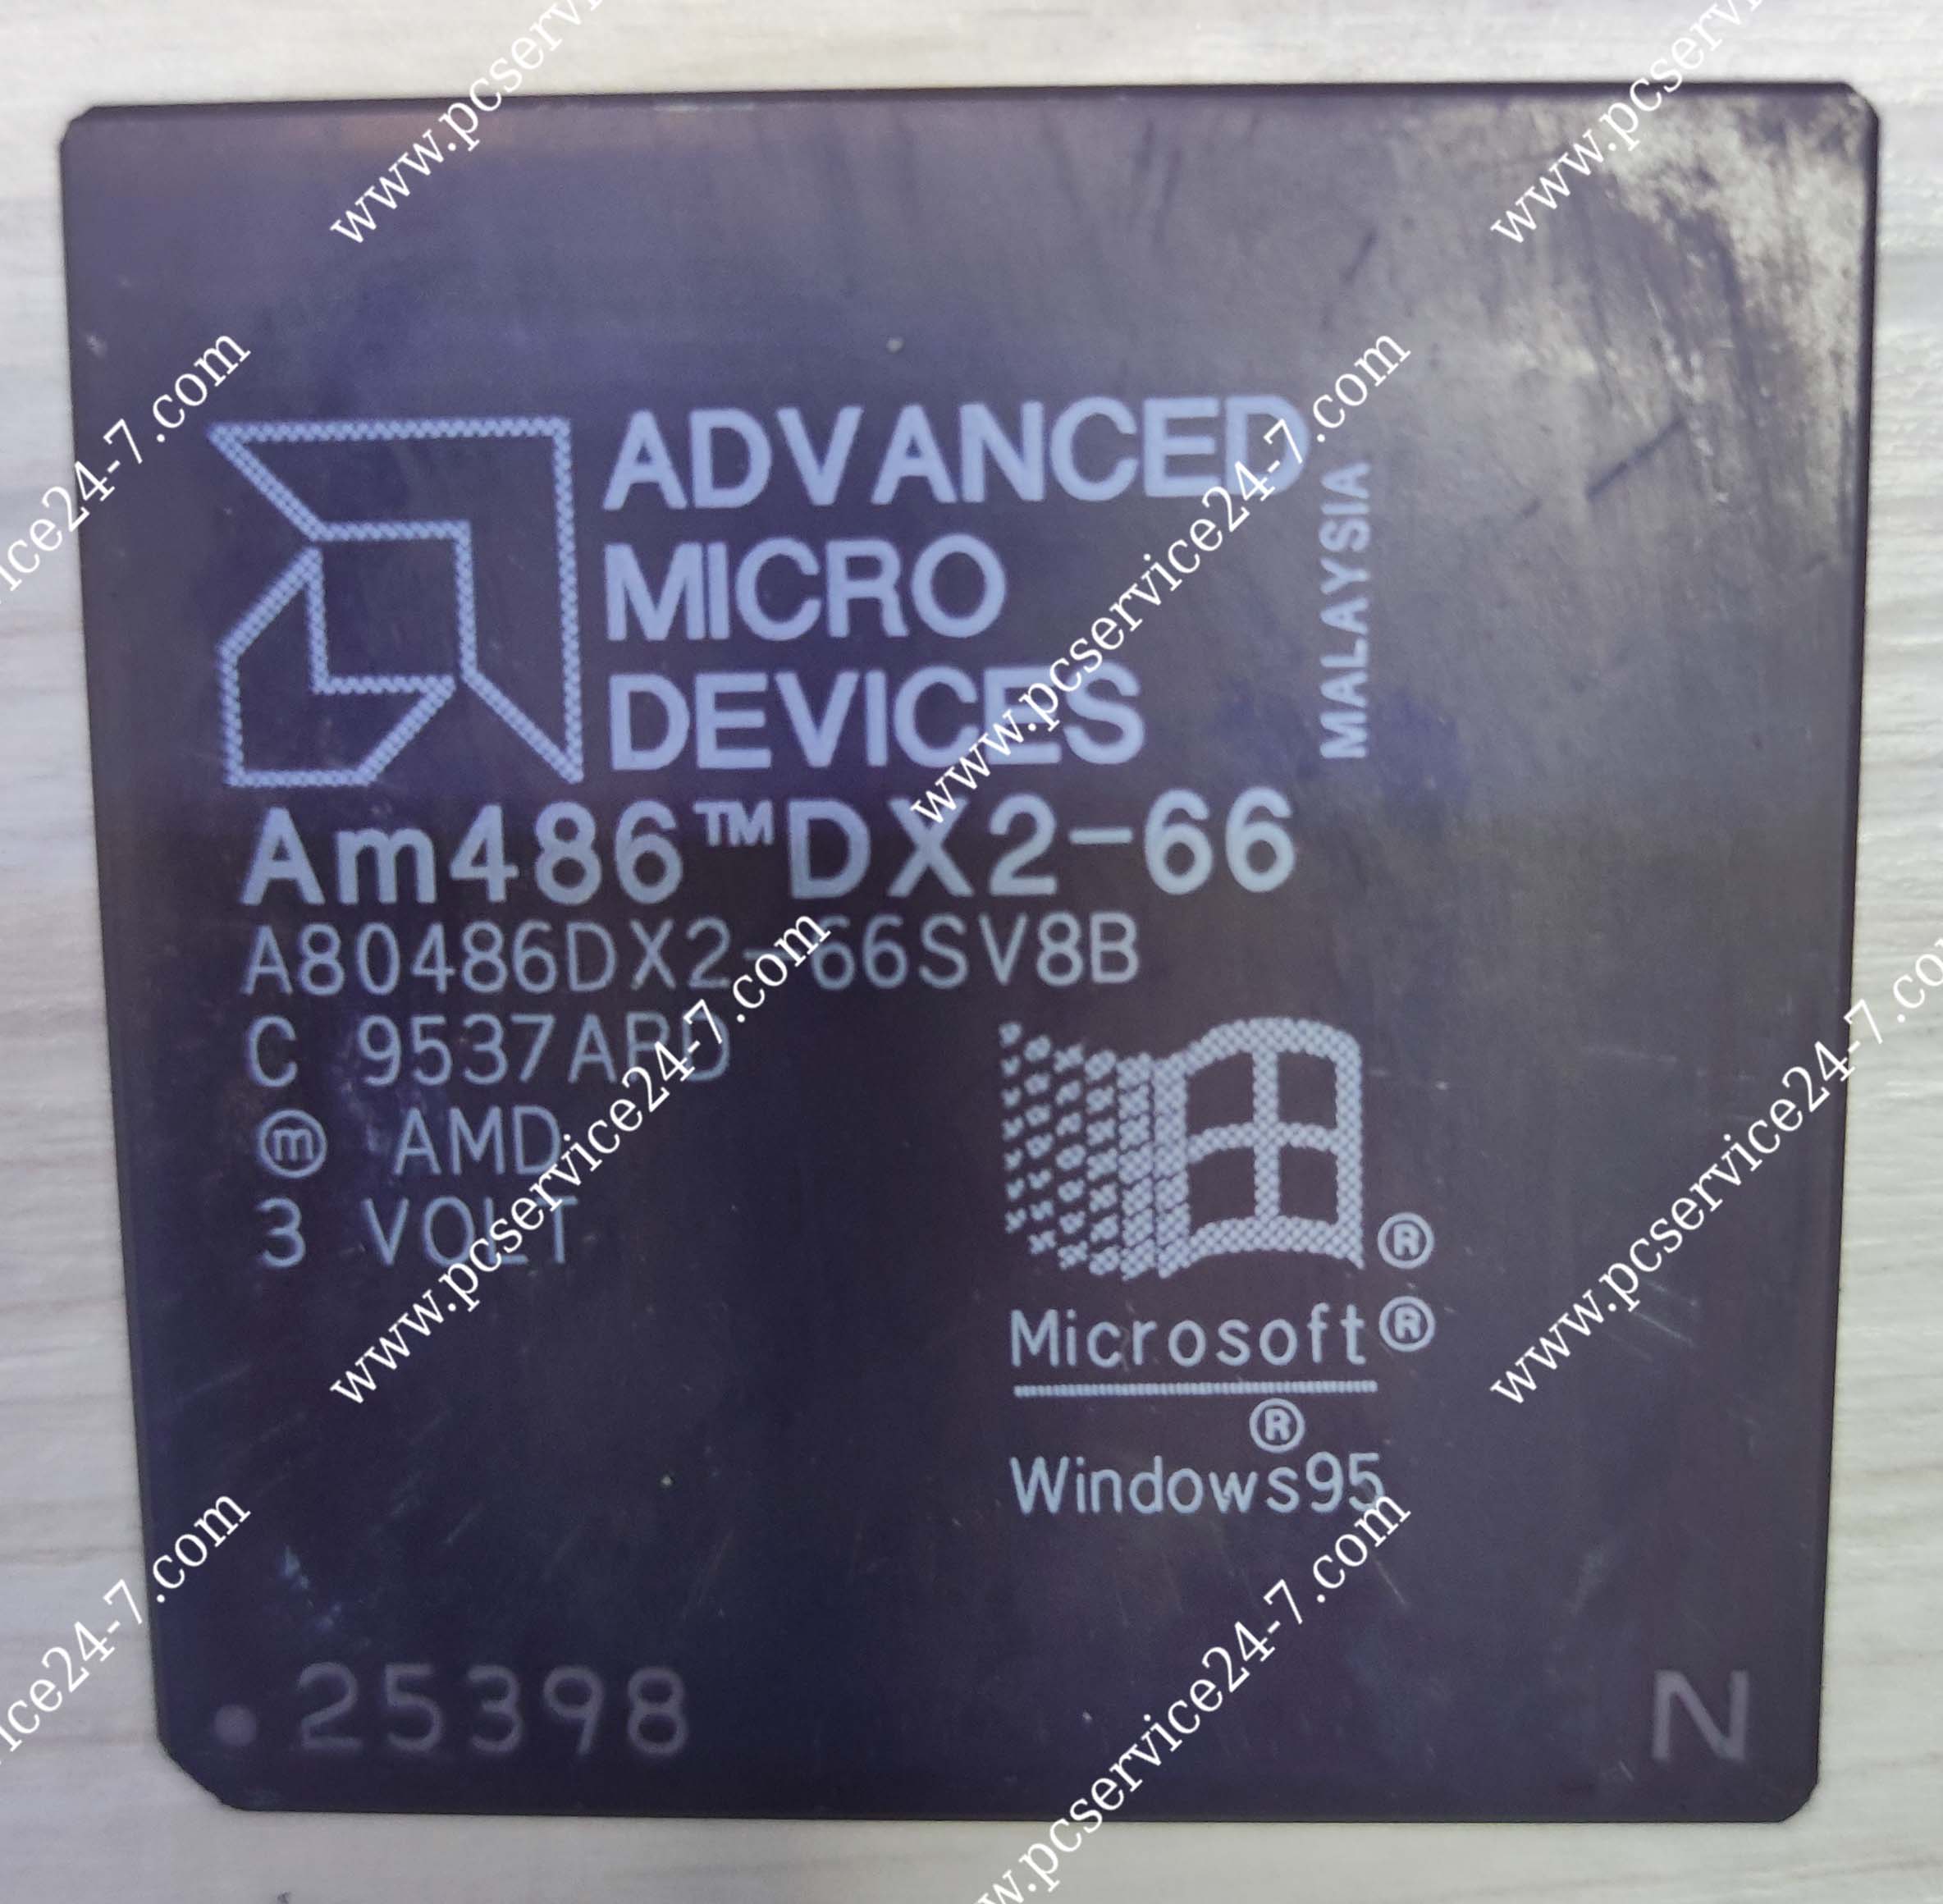 ADVANCED
MICRO
DEVICES
MALAYSIA
Am486™DX2-66
A80486DX2-66SV8B
C 9537ABD
ⓜ AMD
3 VOLT
®
Microsoft®
®
Windows95
25398
N
www.pcservice24-7.com